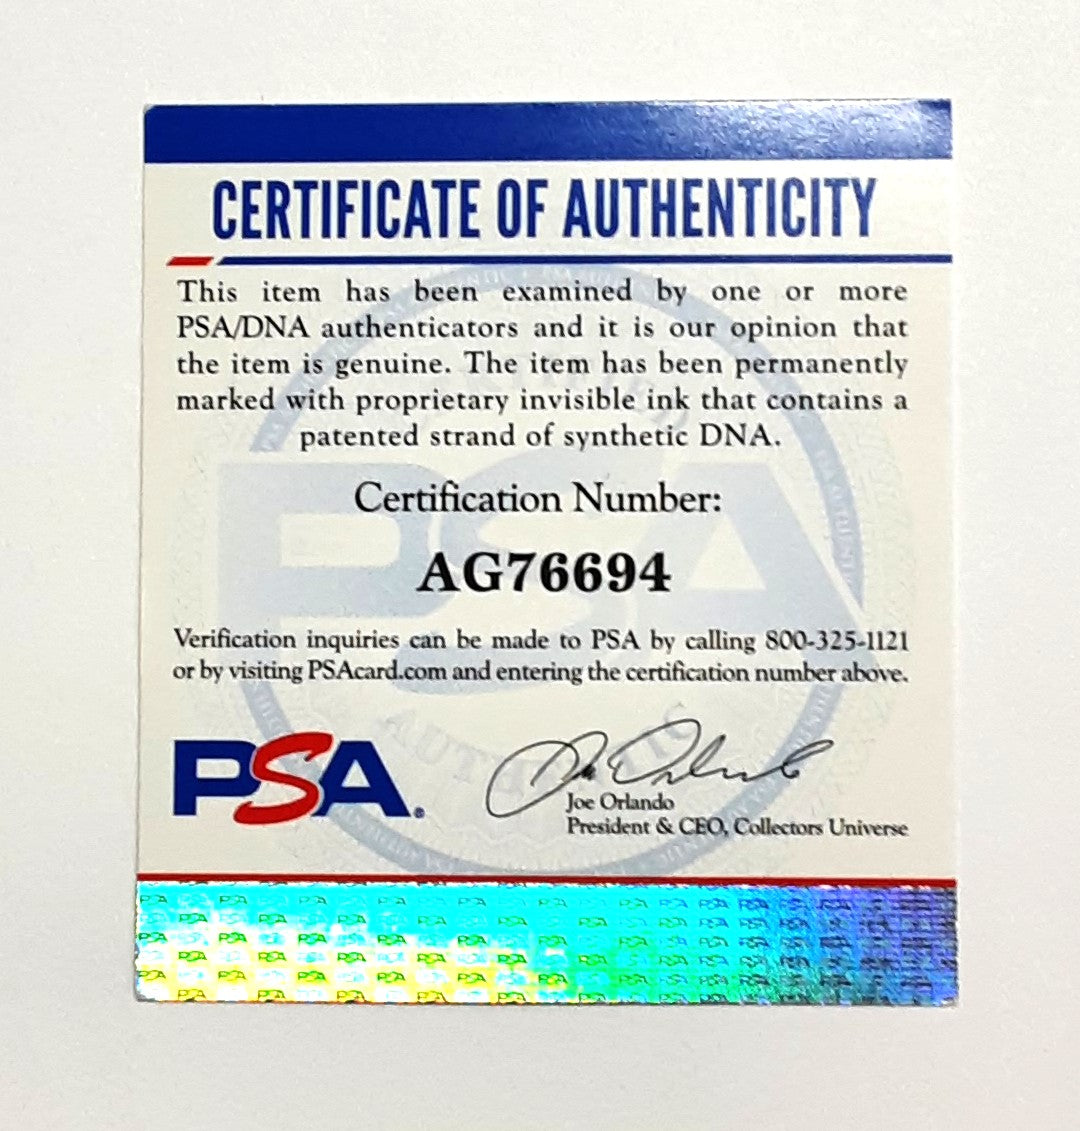 CERTIFICATE OF AUTHENTICITY
This item has been examined by one or more
PSA/DNA authenticators and it is our opinion that
the item is genuine. The item has been permanently
marked with proprietary invisible ink that contains a
patented strand of synthetic DNA.
Certification Number:
AG76694
Verification inquiries can be made to PSA by calling 800-325-1121
or by visiting PSAcard.com and entering the certification number above.
PSA®
Joe Orlando
President & CEO, Collectors Universe